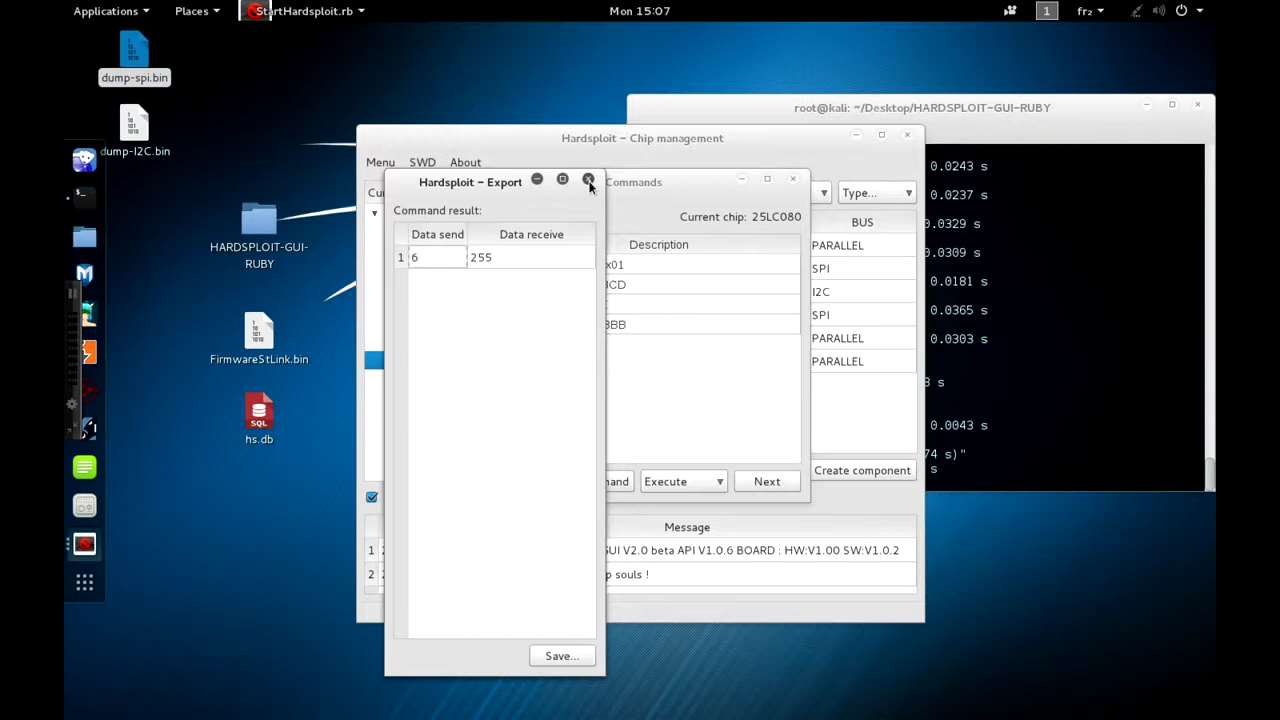 Applications Places StartHardsploit.rb Mon 15:07 1 fr₂
dump-spi.bin
dump-I2C.bin
HARDSPLOIT-GUI-
RUBY
FirmwareStLink.bin
SQL
hs.db
root@kali: ~/Desktop/HARDSPLOIT-GUI-RUBY
0.0243 s
0.0237 s
0.0329 s
0.0309 s
0.0181 s
0.0365 s
0.0303 s
s
0.0043 s
74 s)"
s
Hardsploit – Chip management
Menu SWD About
Cu
Type...
BUS
PARALLEL
SPI
I2C
SPI
PARALLEL
PARALLEL
Create component
Message
1 GUI V2.0 beta API V1.0.6 BOARD : HW:V1.00 SW:V1.0.2
2 p souls !
Commands
Current chip: 25LC080
Description
x01
BCD
BBB
mand Execute Next
Hardsploit – Export
Command result:
Data send Data receive
1 6 255
Save...